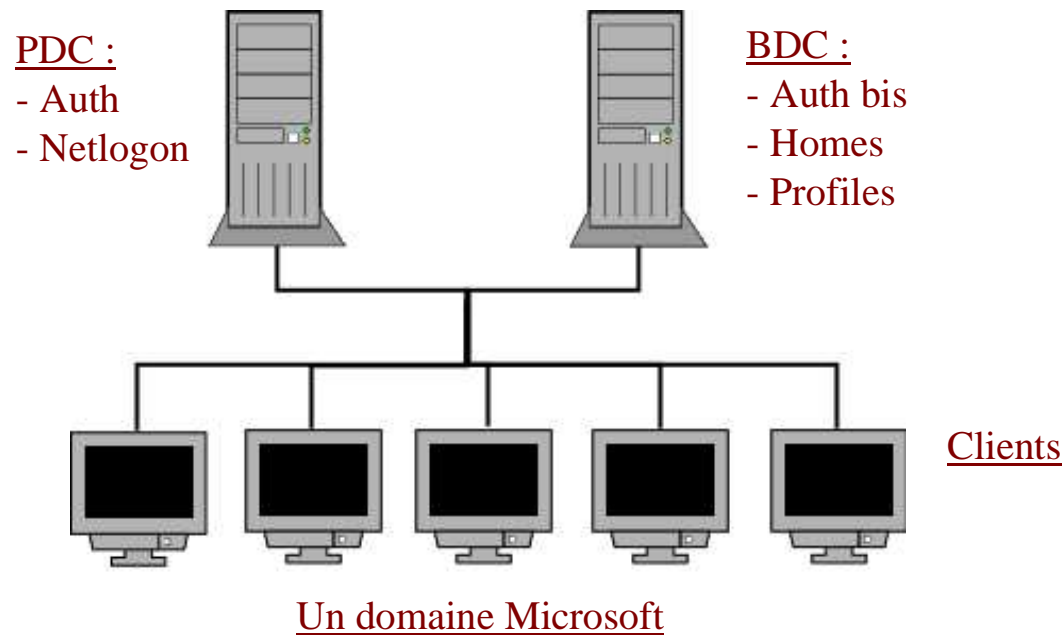 PDC :
- Auth
- Netlogon
BDC :
- Auth bis
- Homes
- Profiles
Clients
Un domaine Microsoft